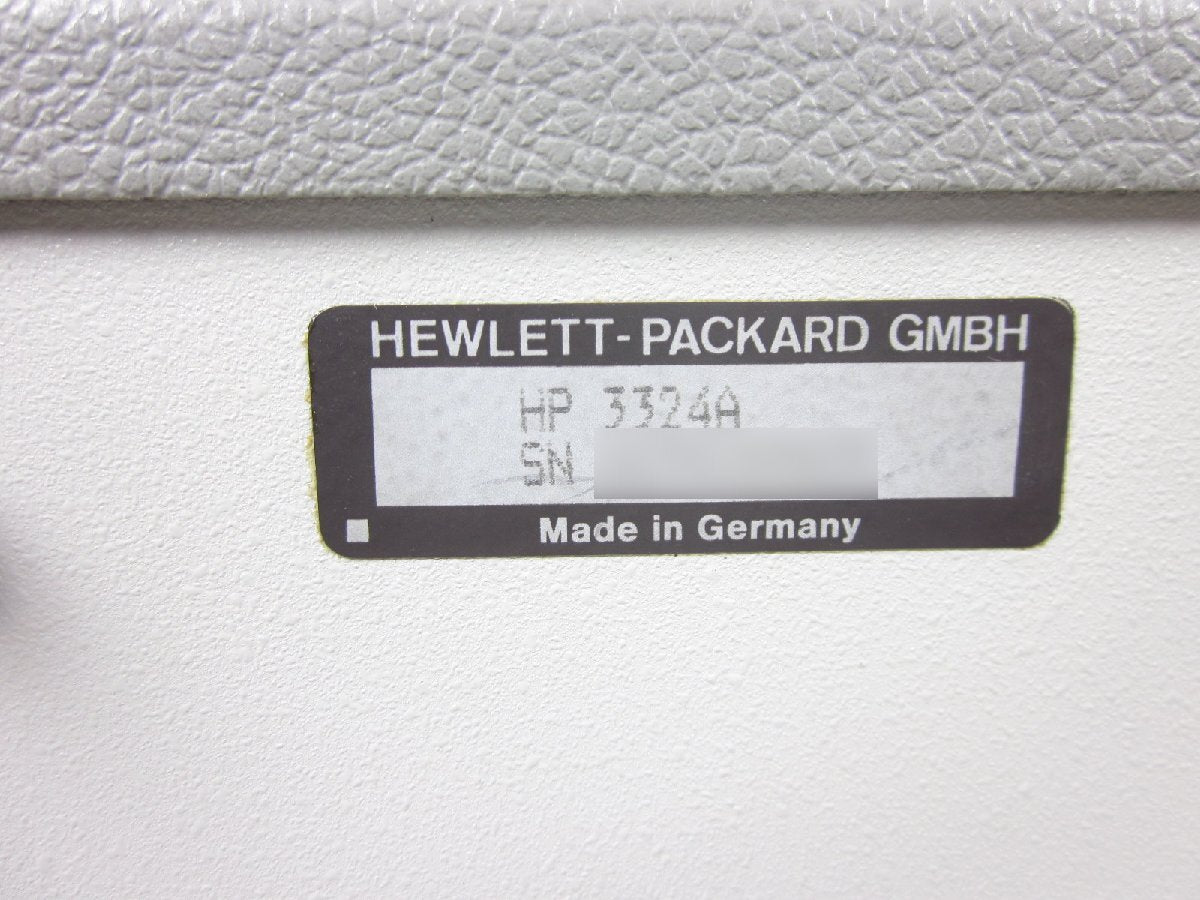 HEWLETT-PACKARD GMBH
HP 3324A
SN
Made in Germany